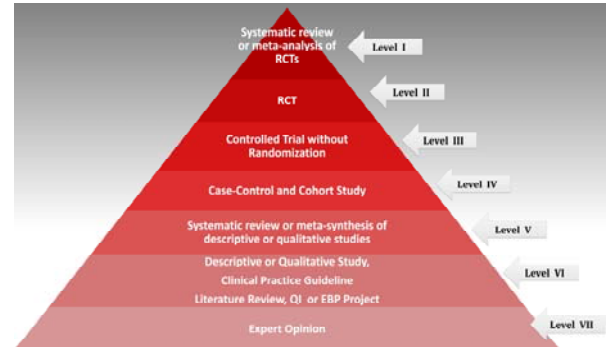 Systematic review
or meta-analysis of
RCTs
Level I
RCT
Level II
Controlled Trial without
Randomization
Level III
Case-Control and Cohort Study
Level IV
Systematic review or meta-synthesis of
descriptive or qualitative studies
Level V
Descriptive or Qualitative Study,
Clinical Practice Guideline
Literature Review, QI or EBP Project
Level VI
Expert Opinion
Level VII